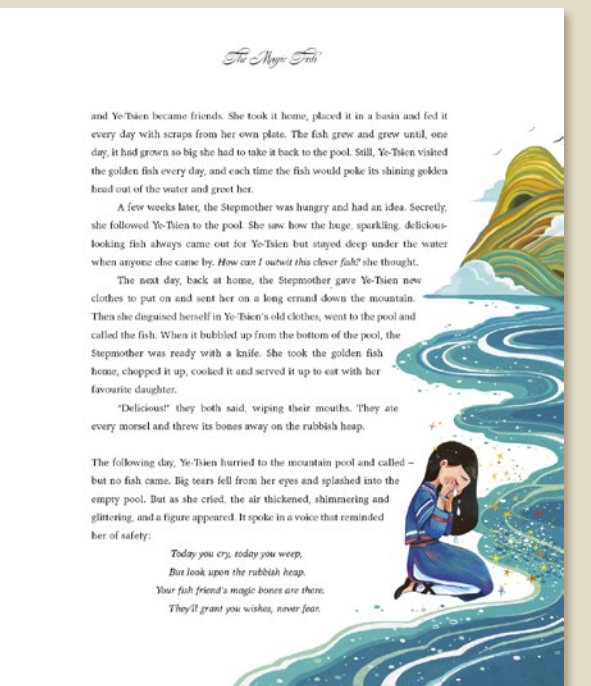 The Magic Fish
and Ye-Tsien became friends. She took it home, placed it in a basin and fed it
every day with scraps from her own plate. The fish grew and grew until, one
day, it had grown so big she had to take it back to the pool. Still, Ye-Tsien visited
the golden fish every day, and each time the fish would poke its shining golden
head out of the water and greet her.
A few weeks later, the Stepmother was hungry and had an idea. Secretly,
she followed Ye-Tsien to the pool. She saw how the huge, sparkling, delicious-
looking fish always came out for Ye-Tsien but stayed deep under the water
when anyone else came by. How can I outwit this clever fish? she thought.
The next day, back at home, the Stepmother gave Ye-Tsien new
clothes to put on and sent her on a long errand down the mountain.
Then she disguised herself in Ye-Tsien's old clothes, went to the pool and
called the fish. When it bubbled up from the bottom of the pool, the
Stepmother was ready with a knife. She took the golden fish
home, chopped it up, cooked it and served it up to eat with her
favourite daughter.
"Delicious!" they both said, wiping their mouths. They ate
every morsel and threw its bones away on the rubbish heap.
The following day, Ye-Tsien hurried to the mountain pool and called –
but no fish came. Big tears fell from her eyes and splashed into the
empty pool. But as she cried, the air thickened, shimmering and
glittering, and a figure appeared. It spoke in a voice that reminded
her of safety:
Today you cry, today you weep,
But look upon the rubbish heap.
Your fish friend's magic bones are there.
They'll grant you wishes, never fear.